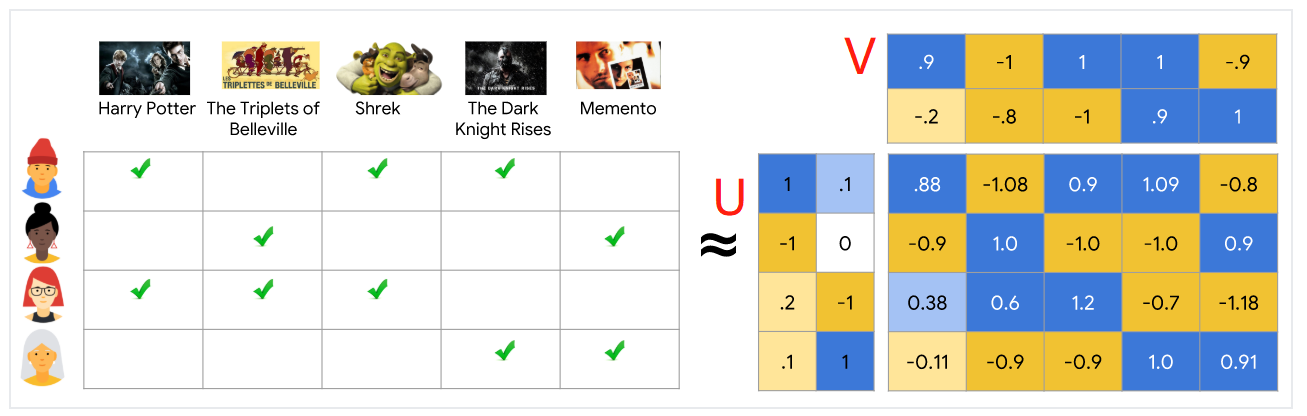 LES
TRIPLETTES DE BELLEVILLE
THE DARK KNIGHT RISES
Harry Potter
The Triplets of
Belleville
Shrek
The Dark
Knight Rises
Memento
V
.9 -1 1 1 -.9
-.2 -.8 -1 .9 1
U
≈
1 .1
-1 0
.2 -1
.1 1
.88 -1.08 0.9 1.09 -0.8
-0.9 1.0 -1.0 -1.0 0.9
0.38 0.6 1.2 -0.7 -1.18
-0.11 -0.9 -0.9 1.0 0.91